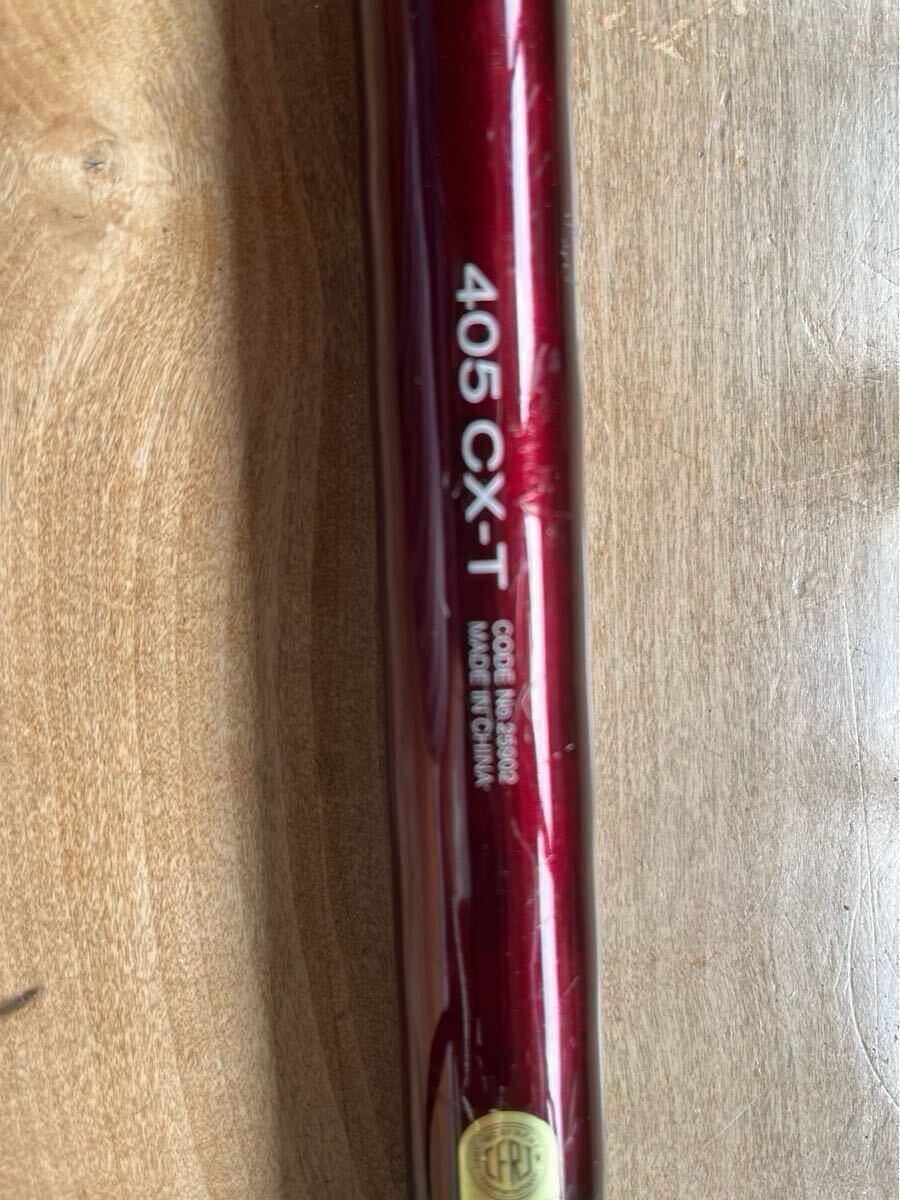 405 CX-T
CODE No. 25902
MADE IN CHINA